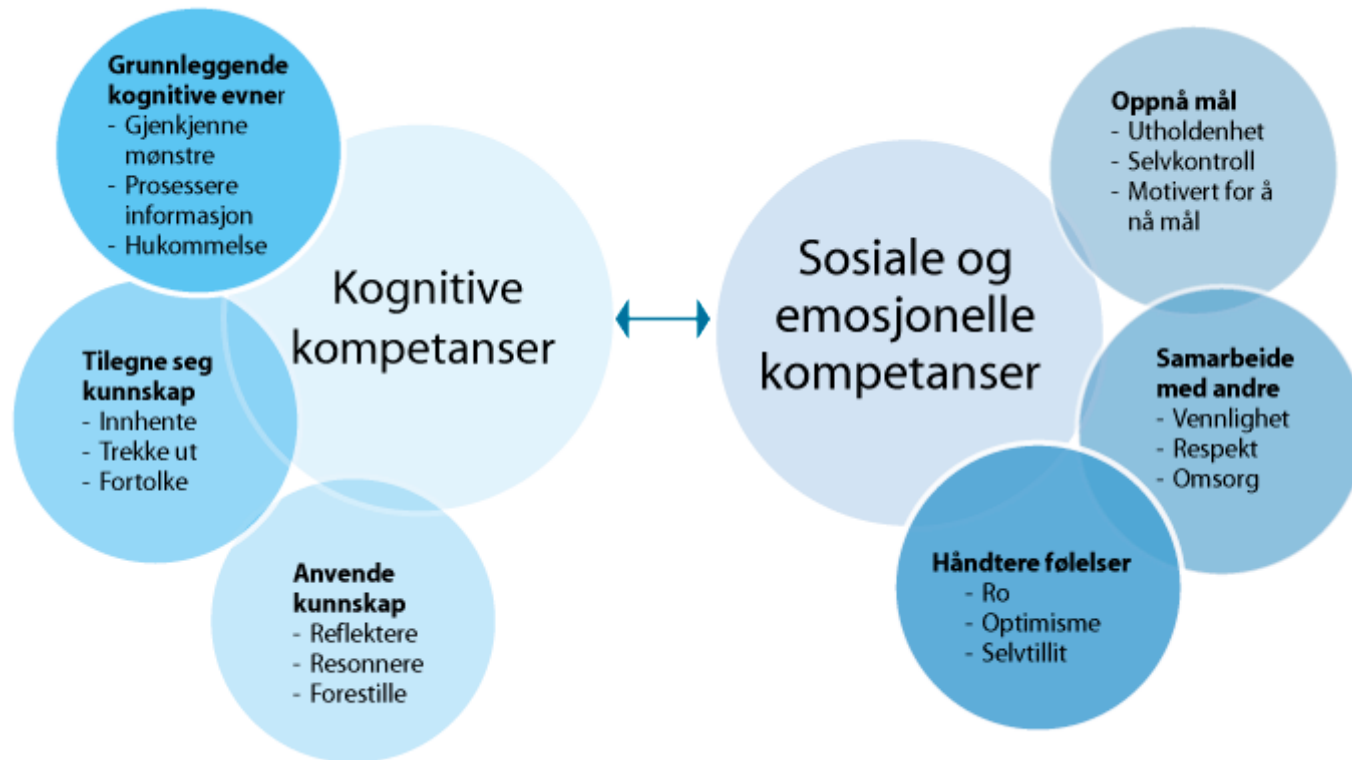 Grunnleggende
kognitive evner
- Gjenkjenne
mønstre
- Prosessere
informasjon
- Hukommelse
Kognitive
kompetanser
Tilegne seg
kunnskap
- Innhente
- Trekke ut
- Fortolke
Anvende
kunnskap
- Reflektere
- Resonnere
- Forestille
Sosiale og
emosjonelle
kompetanser
Oppnå mål
- Utholdenhet
- Selvkontroll
- Motivert for å
nå mål
Samarbeide
med andre
- Vennlighet
- Respekt
- Omsorg
Håndtere følelser
- Ro
- Optimisme
- Selvtillit